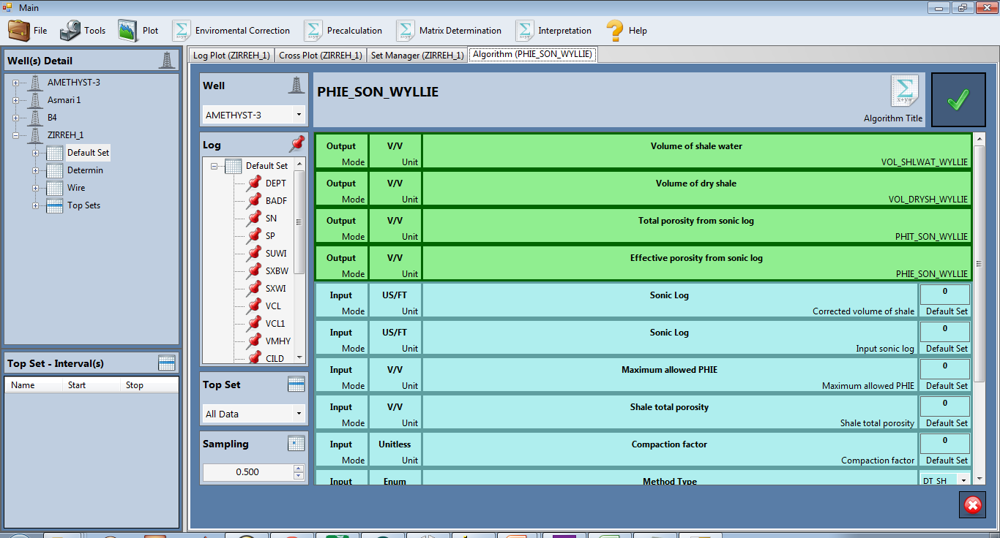 Main
File Tools Plot Enviromental Correction Precalculation Matrix Determination Interpretation Help
Well(s) Detail
AMETHYST-3
Asmari 1
B4
ZIRREH_1
Default Set
Determin
Wire
Top Sets
Top Set - Interval(s)
Name Start Stop
Log Plot (ZIRREH_1) Cross Plot (ZIRREH_1) Set Manager (ZIRREH_1) Algorithm (PHIE_SON_WYLLIE)
Well
AMETHYST-3
Log
Default Set
DEPT
BADF
SN
SP
SUWI
SXBW
SXWI
VCL
VCL1
VMHY
CILD
Top Set
All Data
Sampling
0.500
PHIE_SON_WYLLIE
x+y=
Algorithm Title
Output V/V Volume of shale water
Mode Unit VOL_SHLWAT_WYLLIE
Output V/V Volume of dry shale
Mode Unit VOL_DRYSH_WYLLIE
Output V/V Total porosity from sonic log
Mode Unit PHIT_SON_WYLLIE
Output V/V Effective porosity from sonic log
Mode Unit PHIE_SON_WYLLIE
Input US/FT Sonic Log 0
Mode Unit Corrected volume of shale Default Set
Input US/FT Sonic Log 0
Mode Unit Input sonic log Default Set
Input V/V Maximum allowed PHIE 0
Mode Unit Maximum allowed PHIE Default Set
Input V/V Shale total porosity 0
Mode Unit Shale total porosity Default Set
Input Unitless Compaction factor 0
Mode Unit Compaction factor Default Set
Input Enum Method Type DT_SH